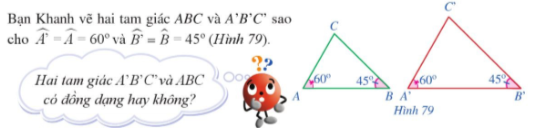 Bạn Khanh vẽ hai tam giác ABC và A'B'C' sao
cho Â' = Â = 60° và B̂' = B̂ = 45° (Hình 79).
Hai tam giác A'B'C' và ABC
có đồng dạng hay không?
??
C
60°
45°
A
B
C'
60°
45°
A'
B'
Hình 79